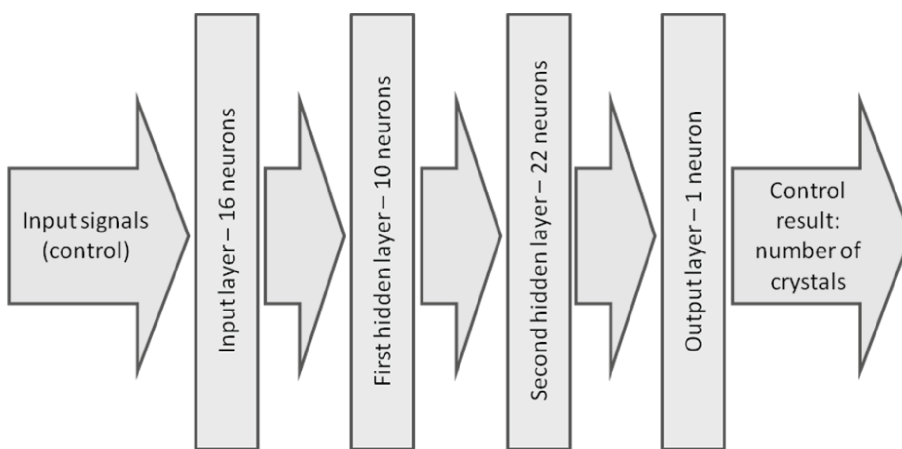 Input signals
(control)
Input layer – 16 neurons
First hidden layer – 10 neurons
Second hidden layer – 22 neurons
Output layer – 1 neuron
Control
result:
number of
crystals